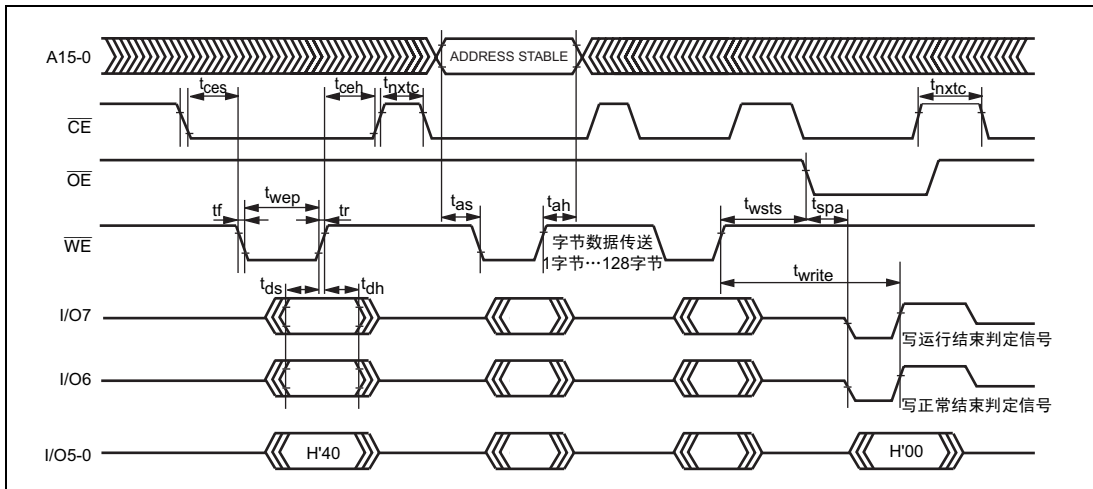 A15-0
ADDRESS STABLE
tces
tceh
tnxtc
tnxtc
CE
OE
twep
tas
tah
twsts
tspa
tf
tr
WE
字节数据传送
1字节…128字节
tds
tdh
twrite
I/O7
写运行结束判定信号
I/O6
写正常结束判定信号
I/O5-0
H'40
H'00